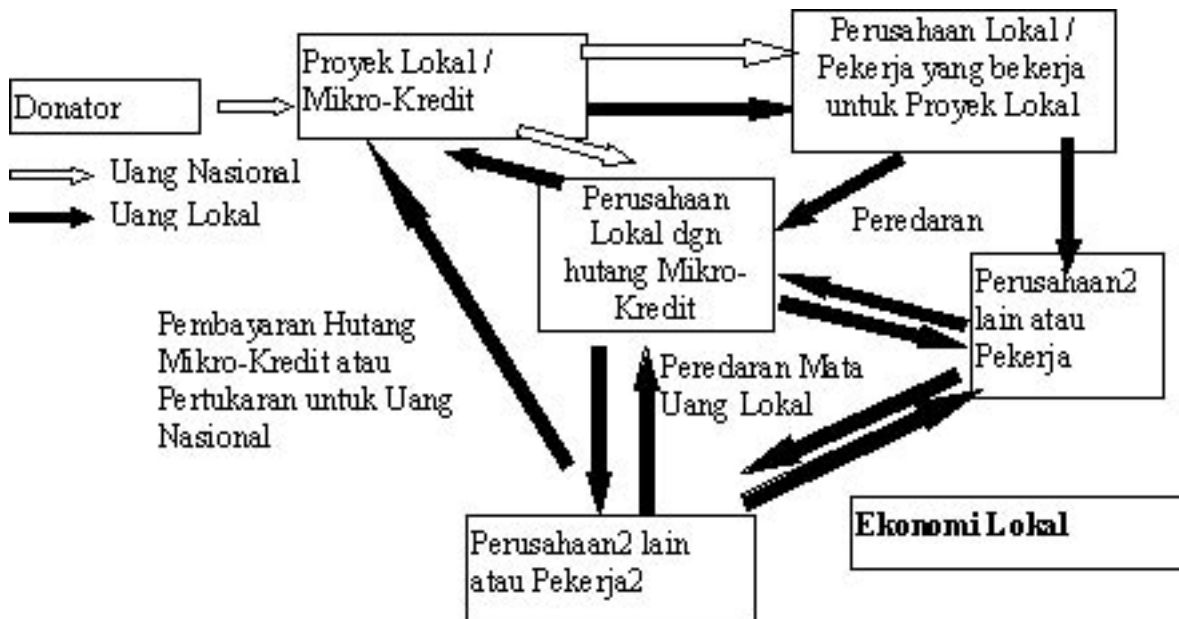 Donator
Uang Nasional
Uang Lokal
Proyek Lokal /
Mikro-Kredit
Perusahaan Lokal /
Pekerja yang bekerja
untuk Proyek Lokal
Perusahaan
Lokal dgn
hutang Mikro-
Kredit
Peredaran
Perusahaan2
lain atau
Pekerja
Pembayaran Hutang
Mikro-Kredit atau
Pertukaran untuk Uang
Nasional
Peredaran Mata
Uang Lokal
Perusahaan2 lain
atau Pekerja2
Ekonomi Lokal